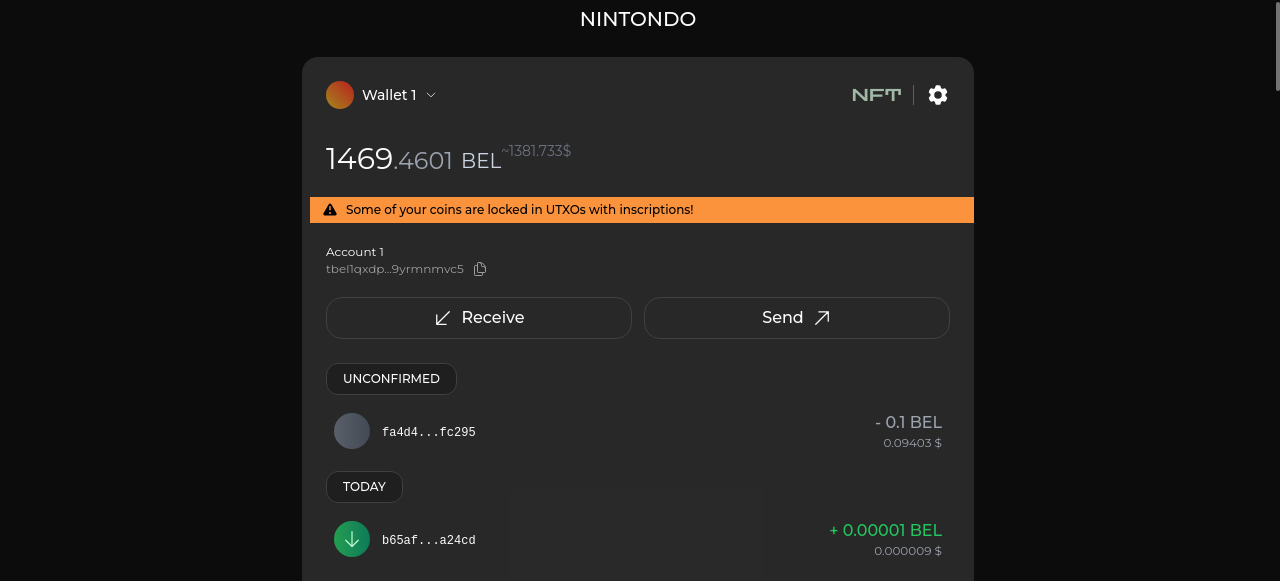 NINTONDO
Wallet 1
NFT
1469.4601 BEL ~1381.733$
Some of your coins are locked in UTXOs with inscriptions!
Account 1
tbel1qxdp...9yrmnmvc5
Receive
Send
UNCONFIRMED
fa4d4...fc295
- 0.1 BEL
0.09403 $
TODAY
b65af...a24cd
+ 0.00001 BEL
0.000009 $